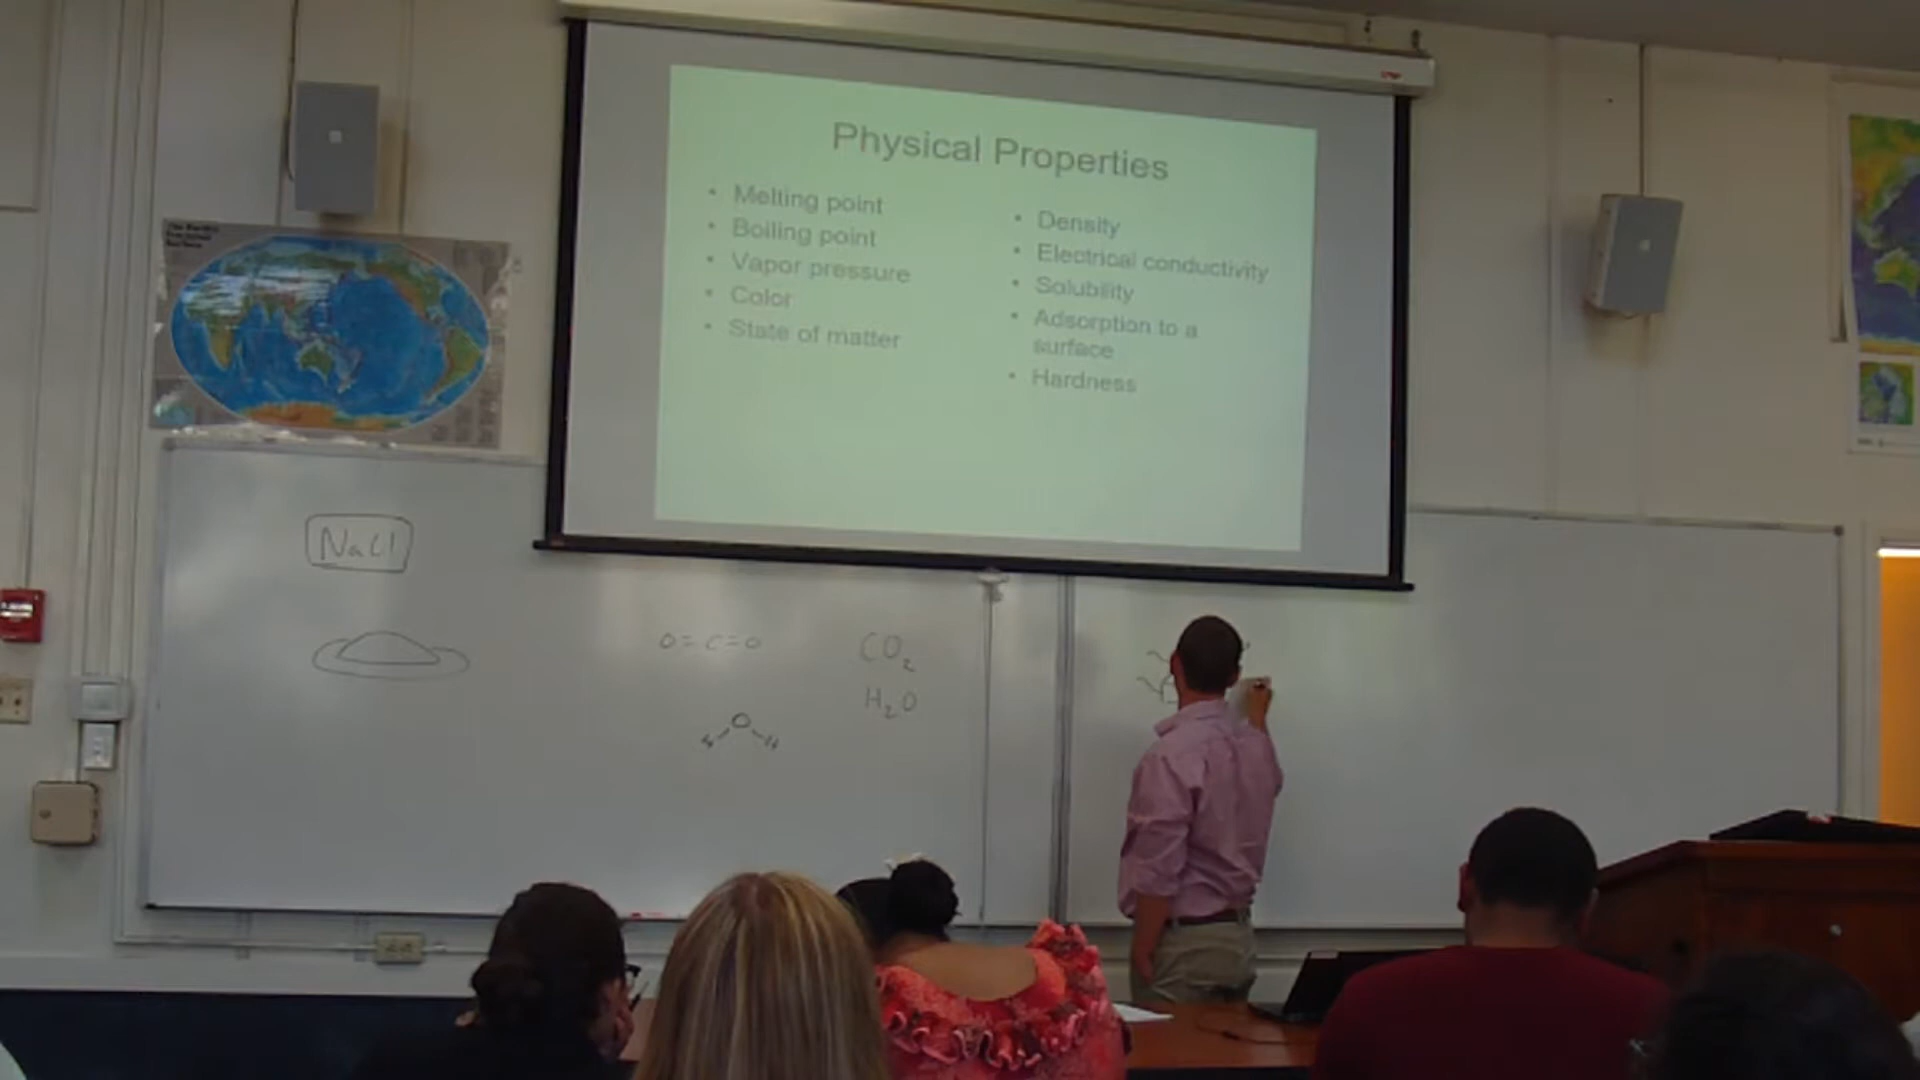 Physical Properties
• Melting point
• Boiling point
• Vapor pressure
• Color
• State of matter
• Density
• Electrical conductivity
• Solubility
• Adsorption to a
surface
• Hardness
NaCl
O=C=O
CO₂
H₂O
O
H
H